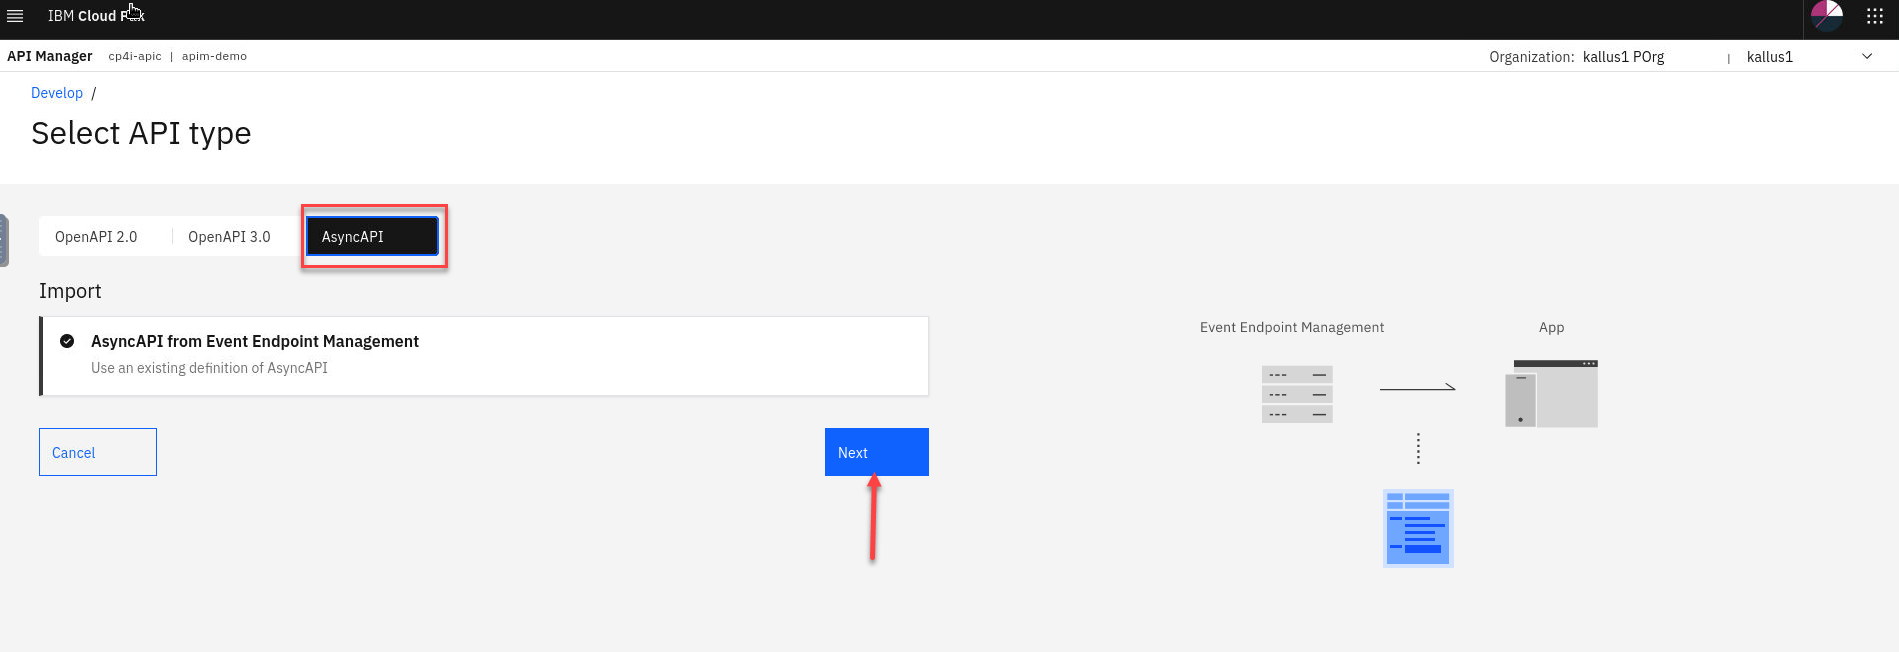 IBM Cloud Pak
API Manager cp4i-apic | apim-demo Organization: kallus1 POrg | kallus1
Develop /
Select API type
OpenAPI 2.0 OpenAPI 3.0 AsyncAPI
Import
AsyncAPI from Event Endpoint Management
Use an existing definition of AsyncAPI
Cancel Next
Event Endpoint Management App